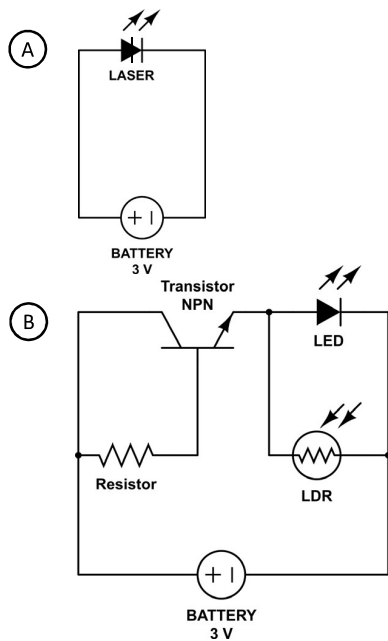 A
LASER
+ −
BATTERY
3 V
Transistor
NPN
B
LED
Resistor
LDR
+ −
BATTERY
3 V